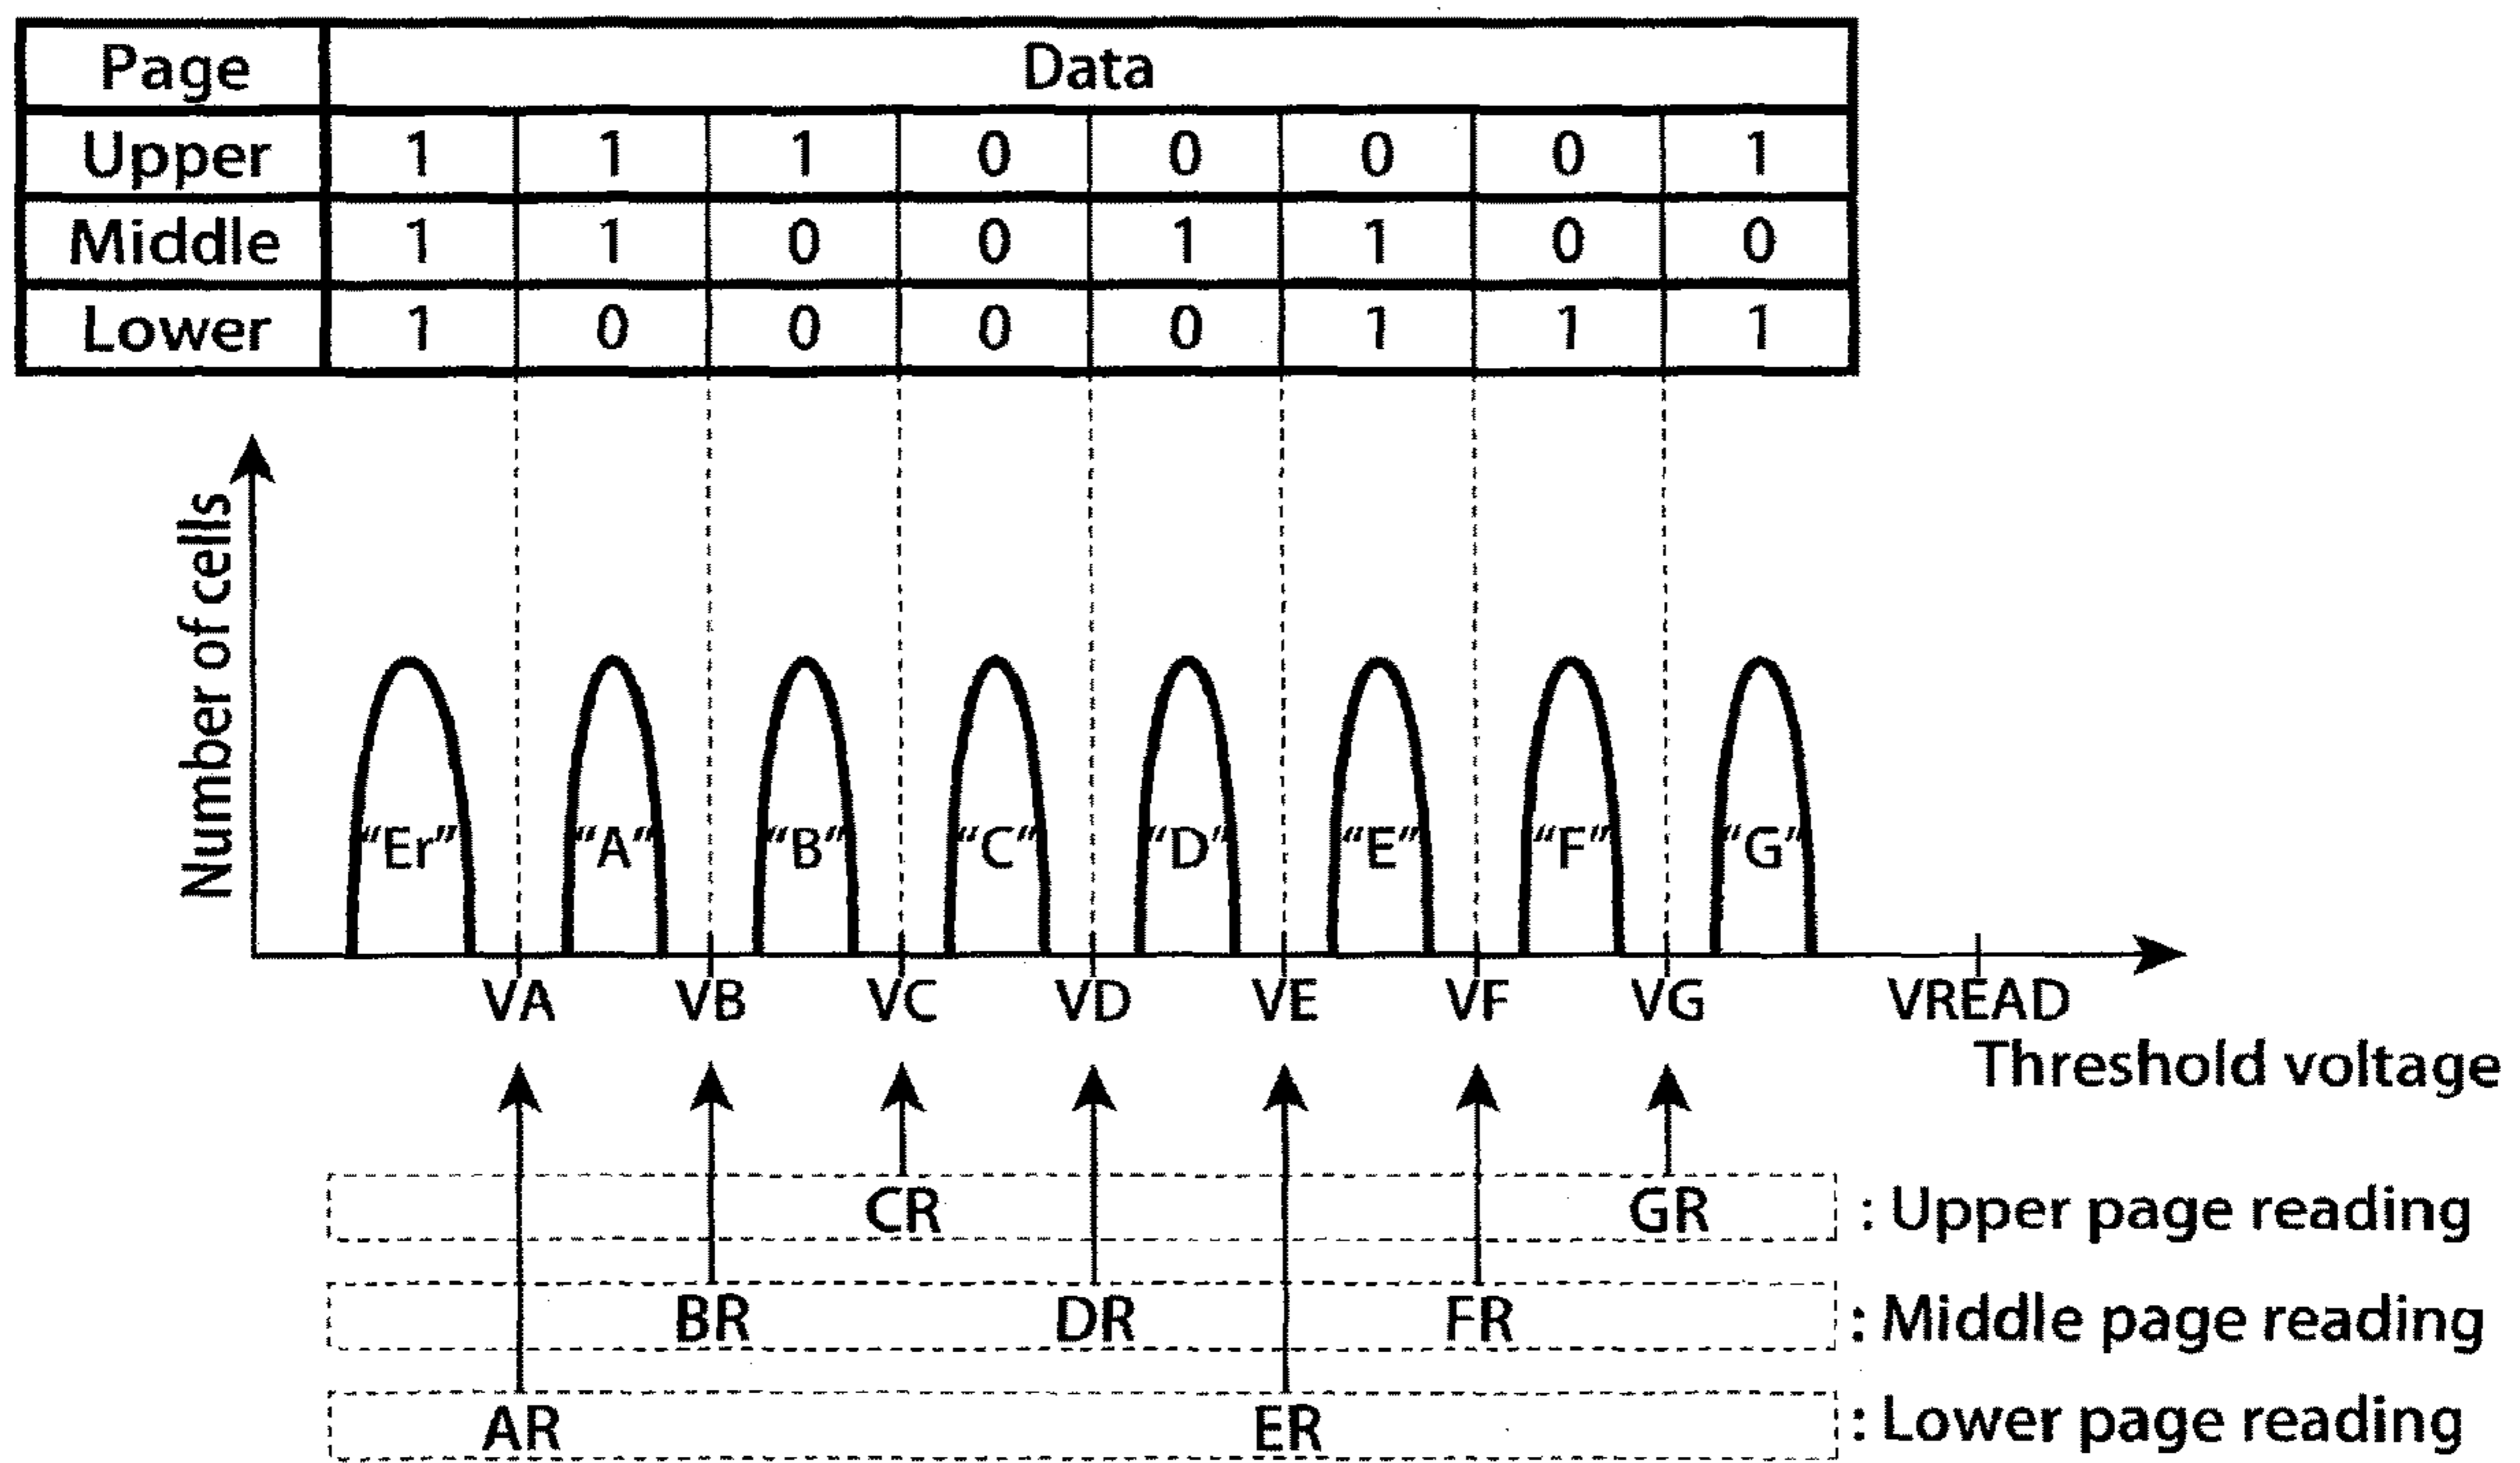 Page Data
Upper 1 1 1 0 0 0 0 1
Middle 1 1 0 0 1 1 0 0
Lower 1 0 0 0 0 1 1 1
Number of cells
“Er” “A” “B” “C” “D” “E” “F” “G”
VA VB VC VD VE VF VG VREAD
Threshold voltage
CR GR : Upper page reading
BR DR FR : Middle page reading
AR ER : Lower page reading